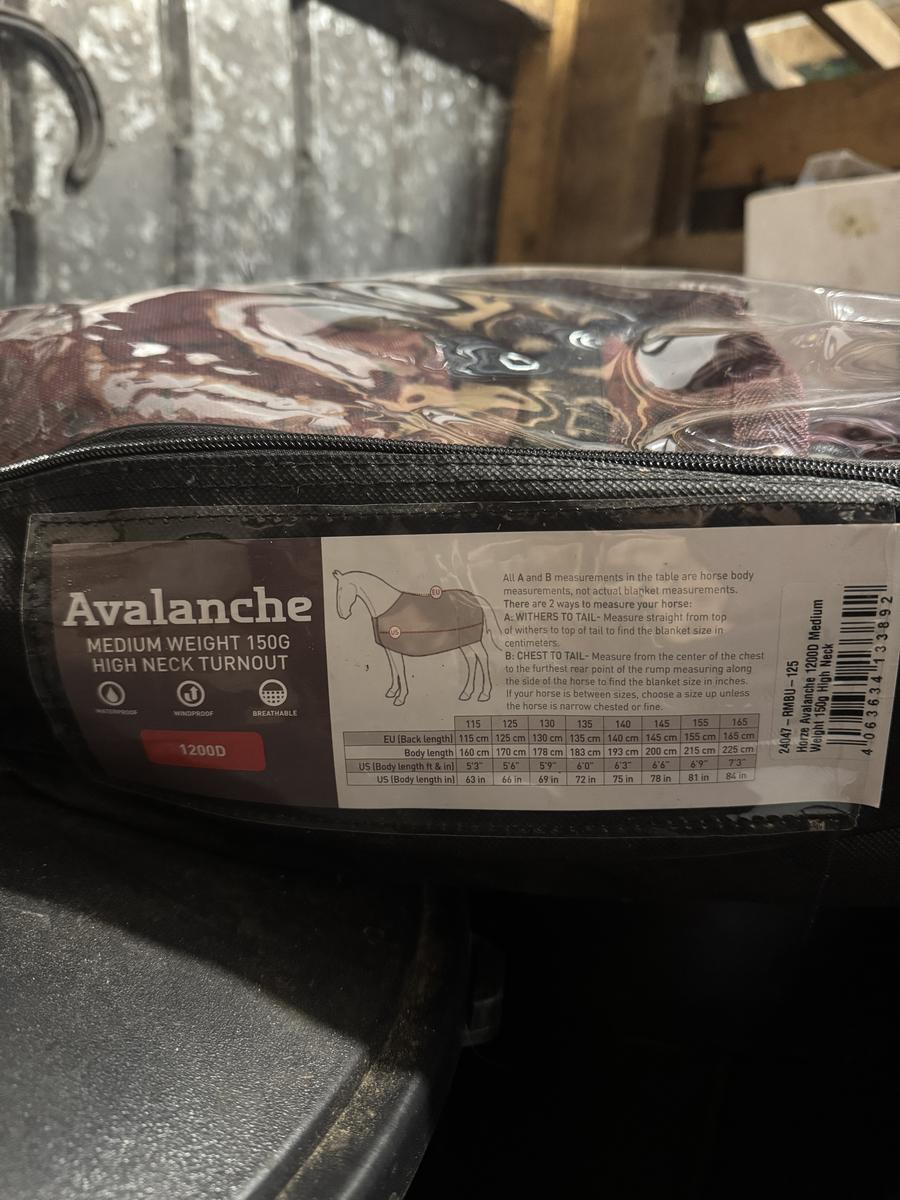 Avalanche
MEDIUM WEIGHT 150G
HIGH NECK TURNOUT
WATERPROOF
WINDPROOF
BREATHABLE
1200D
EU
US
All A and B measurements in the table are horse body
measurements, not actual blanket measurements.
There are 2 ways to measure your horse:
A: WITHERS TO TAIL- Measure straight from top
of withers to top of tail to find the blanket size in
centimeters.
B: CHEST TO TAIL- Measure from the center of the chest
to the furthest rear point of the rump measuring along
the side of the horse to find the blanket size in inches.
If your horse is between sizes, choose a size up unless
the horse is narrow chested or fine.
115 125 130 135 140 145 155 165
EU (Back length) 115 cm 125 cm 130 cm 135 cm 140 cm 145 cm 155 cm 165 cm
Body length 160 cm 170 cm 178 cm 183 cm 193 cm 200 cm 215 cm 225 cm
US (Body length ft & in) 5'3" 5'6" 5'9" 6'0" 6'3" 6'6" 6'9" 7'3"
US (Body length in) 63 in 66 in 69 in 72 in 75 in 78 in 81 in 84 in
24047-RMBU-125
Horze Avalanche 1200D Medium
Weight 150g High Neck
4 063634 113892